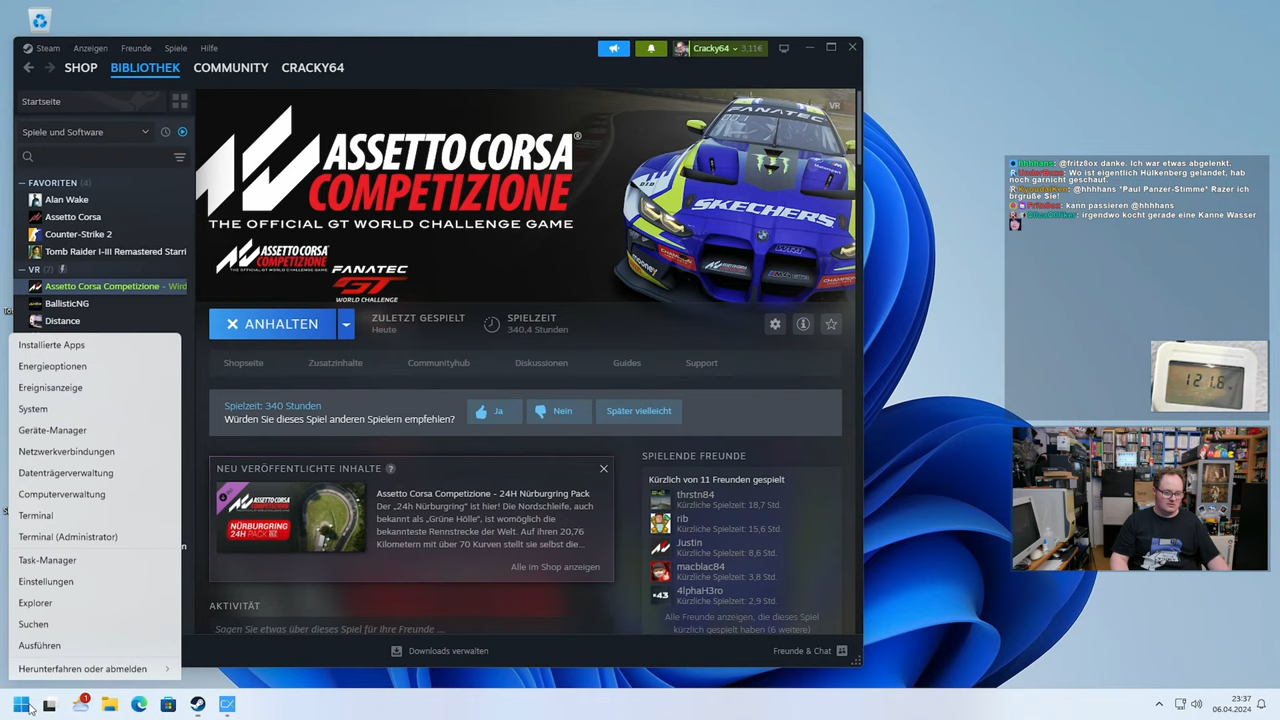 Steam Anzeigen Freunde Spiele Hilfe
Cracky64 3,11€
SHOP BIBLIOTHEK COMMUNITY CRACKY64
Startseite
Spiele und Software
FAVORITEN (4)
Alan Wake
Assetto Corsa
Counter-Strike 2
Tomb Raider I-III Remastered Starri
VR (7)
Assetto Corsa Competizione - Wird
BallisticNG
Distance
VR
ASSETTO CORSA®
COMPETIZIONE
THE OFFICIAL GT WORLD CHALLENGE GAME
ASSETTO CORSA
COMPETIZIONE
FANATEC
GT
WORLD CHALLENGE
FANATEC
SKECHERS
ANHALTEN
ZULETZT GESPIELT
Heute
SPIELZEIT
340,4 Stunden
Shopseite Zusatzinhalte Communityhub Diskussionen Guides Support
Spielzeit: 340 Stunden
Würden Sie dieses Spiel anderen Spielern empfehlen?
Ja Nein Später vielleicht
NEU VERÖFFENTLICHTE INHALTE ?
ASSETTO CORSA
COMPETIZIONE
NÜRBURGRING
24H PACK
Assetto Corsa Competizione - 24H Nürburgring Pack
Der „24h Nürburgring" ist hier! Die Nordschleife, auch
bekannt als „Grüne Hölle", ist womöglich die
bekannteste Rennstrecke der Welt. Auf ihren 20,76
Kilometern mit über 70 Kurven stellt sie selbst die...
Alle im Shop anzeigen
AKTIVITÄT
Sagen Sie etwas über dieses Spiel für Ihre Freunde ...
SPIELENDE FREUNDE
Kürzlich von 11 Freunden gespielt
thrstn84
Kürzliche Spielzeit: 18,7 Std.
rib
Kürzliche Spielzeit: 15,6 Std.
Justin
Kürzliche Spielzeit: 8,6 Std.
macblac84
Kürzliche Spielzeit: 3,8 Std.
4lphaH3ro
Kürzliche Spielzeit: 2,9 Std.
Alle Freunde anzeigen, die dieses Spiel
kürzlich gespielt haben (6 weitere)
Downloads verwalten
Freunde & Chat
Installierte Apps
Energieoptionen
Ereignisanzeige
System
Geräte-Manager
Netzwerkverbindungen
Datenträgerverwaltung
Computerverwaltung
Terminal
Terminal (Administrator)
Task-Manager
Einstellungen
Explorer
Suchen
Ausführen
Herunterfahren oder abmelden
hhhhans: @fritz8ox danke. Ich war etwas abgelenkt.
: Wo ist eigentlich Hülkenberg gelandet, hab
noch garnicht geschaut.
: @hhhhans "Paul Panzer-Stimme" Razer ich
brgrüße Sie!
: kann passieren @hhhhans
: irgendwo kocht gerade eine Kanne Wasser
121.8
1
23:37
06.04.2024